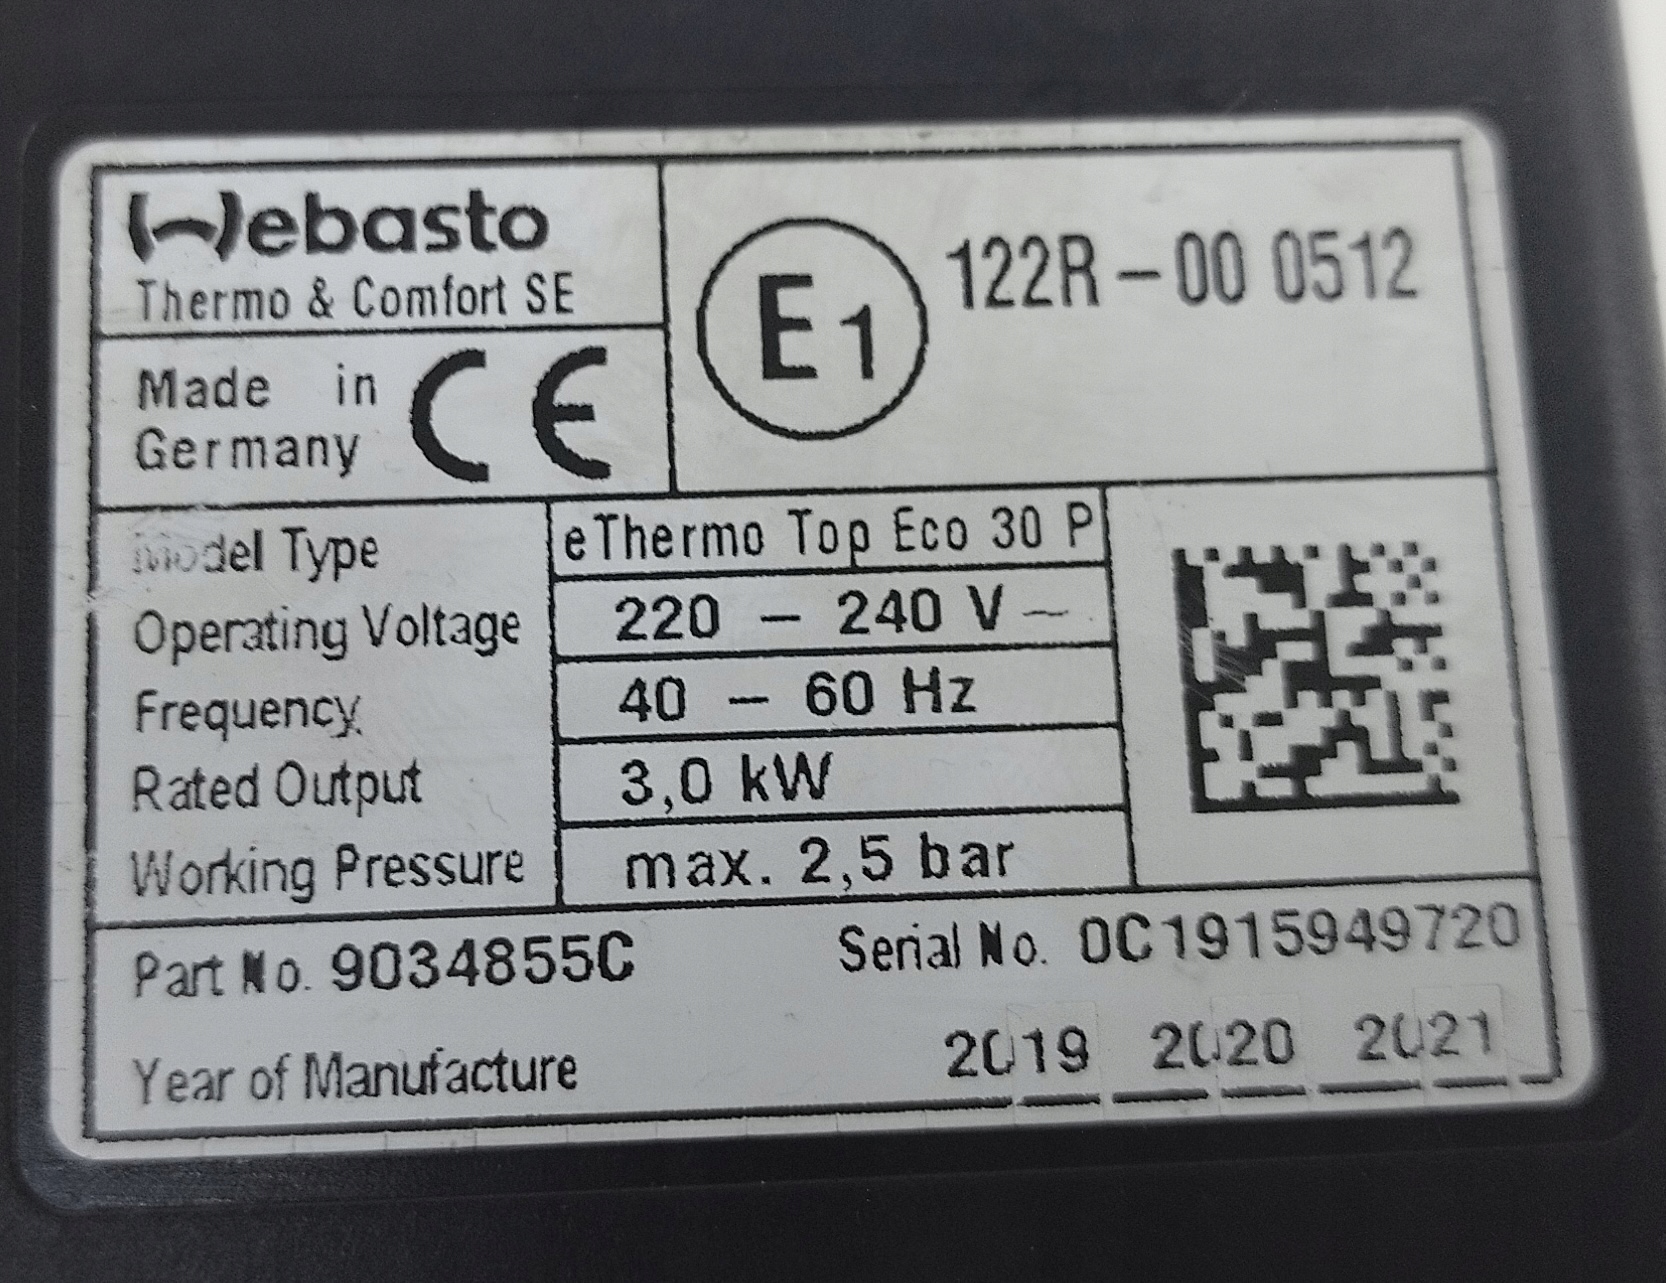 Webasto
Thermo & Comfort SE
Made in
Germany
CE
E1
122R-00 0512
Model Type eThermo Top Eco 30 P
Operating Voltage 220 - 240 V ~
Frequency 40 - 60 Hz
Rated Output 3,0 kW
Working Pressure max. 2,5 bar
Part No. 9034855C Serial No. 0C1915949720
Year of Manufacture 2019 2020 2021